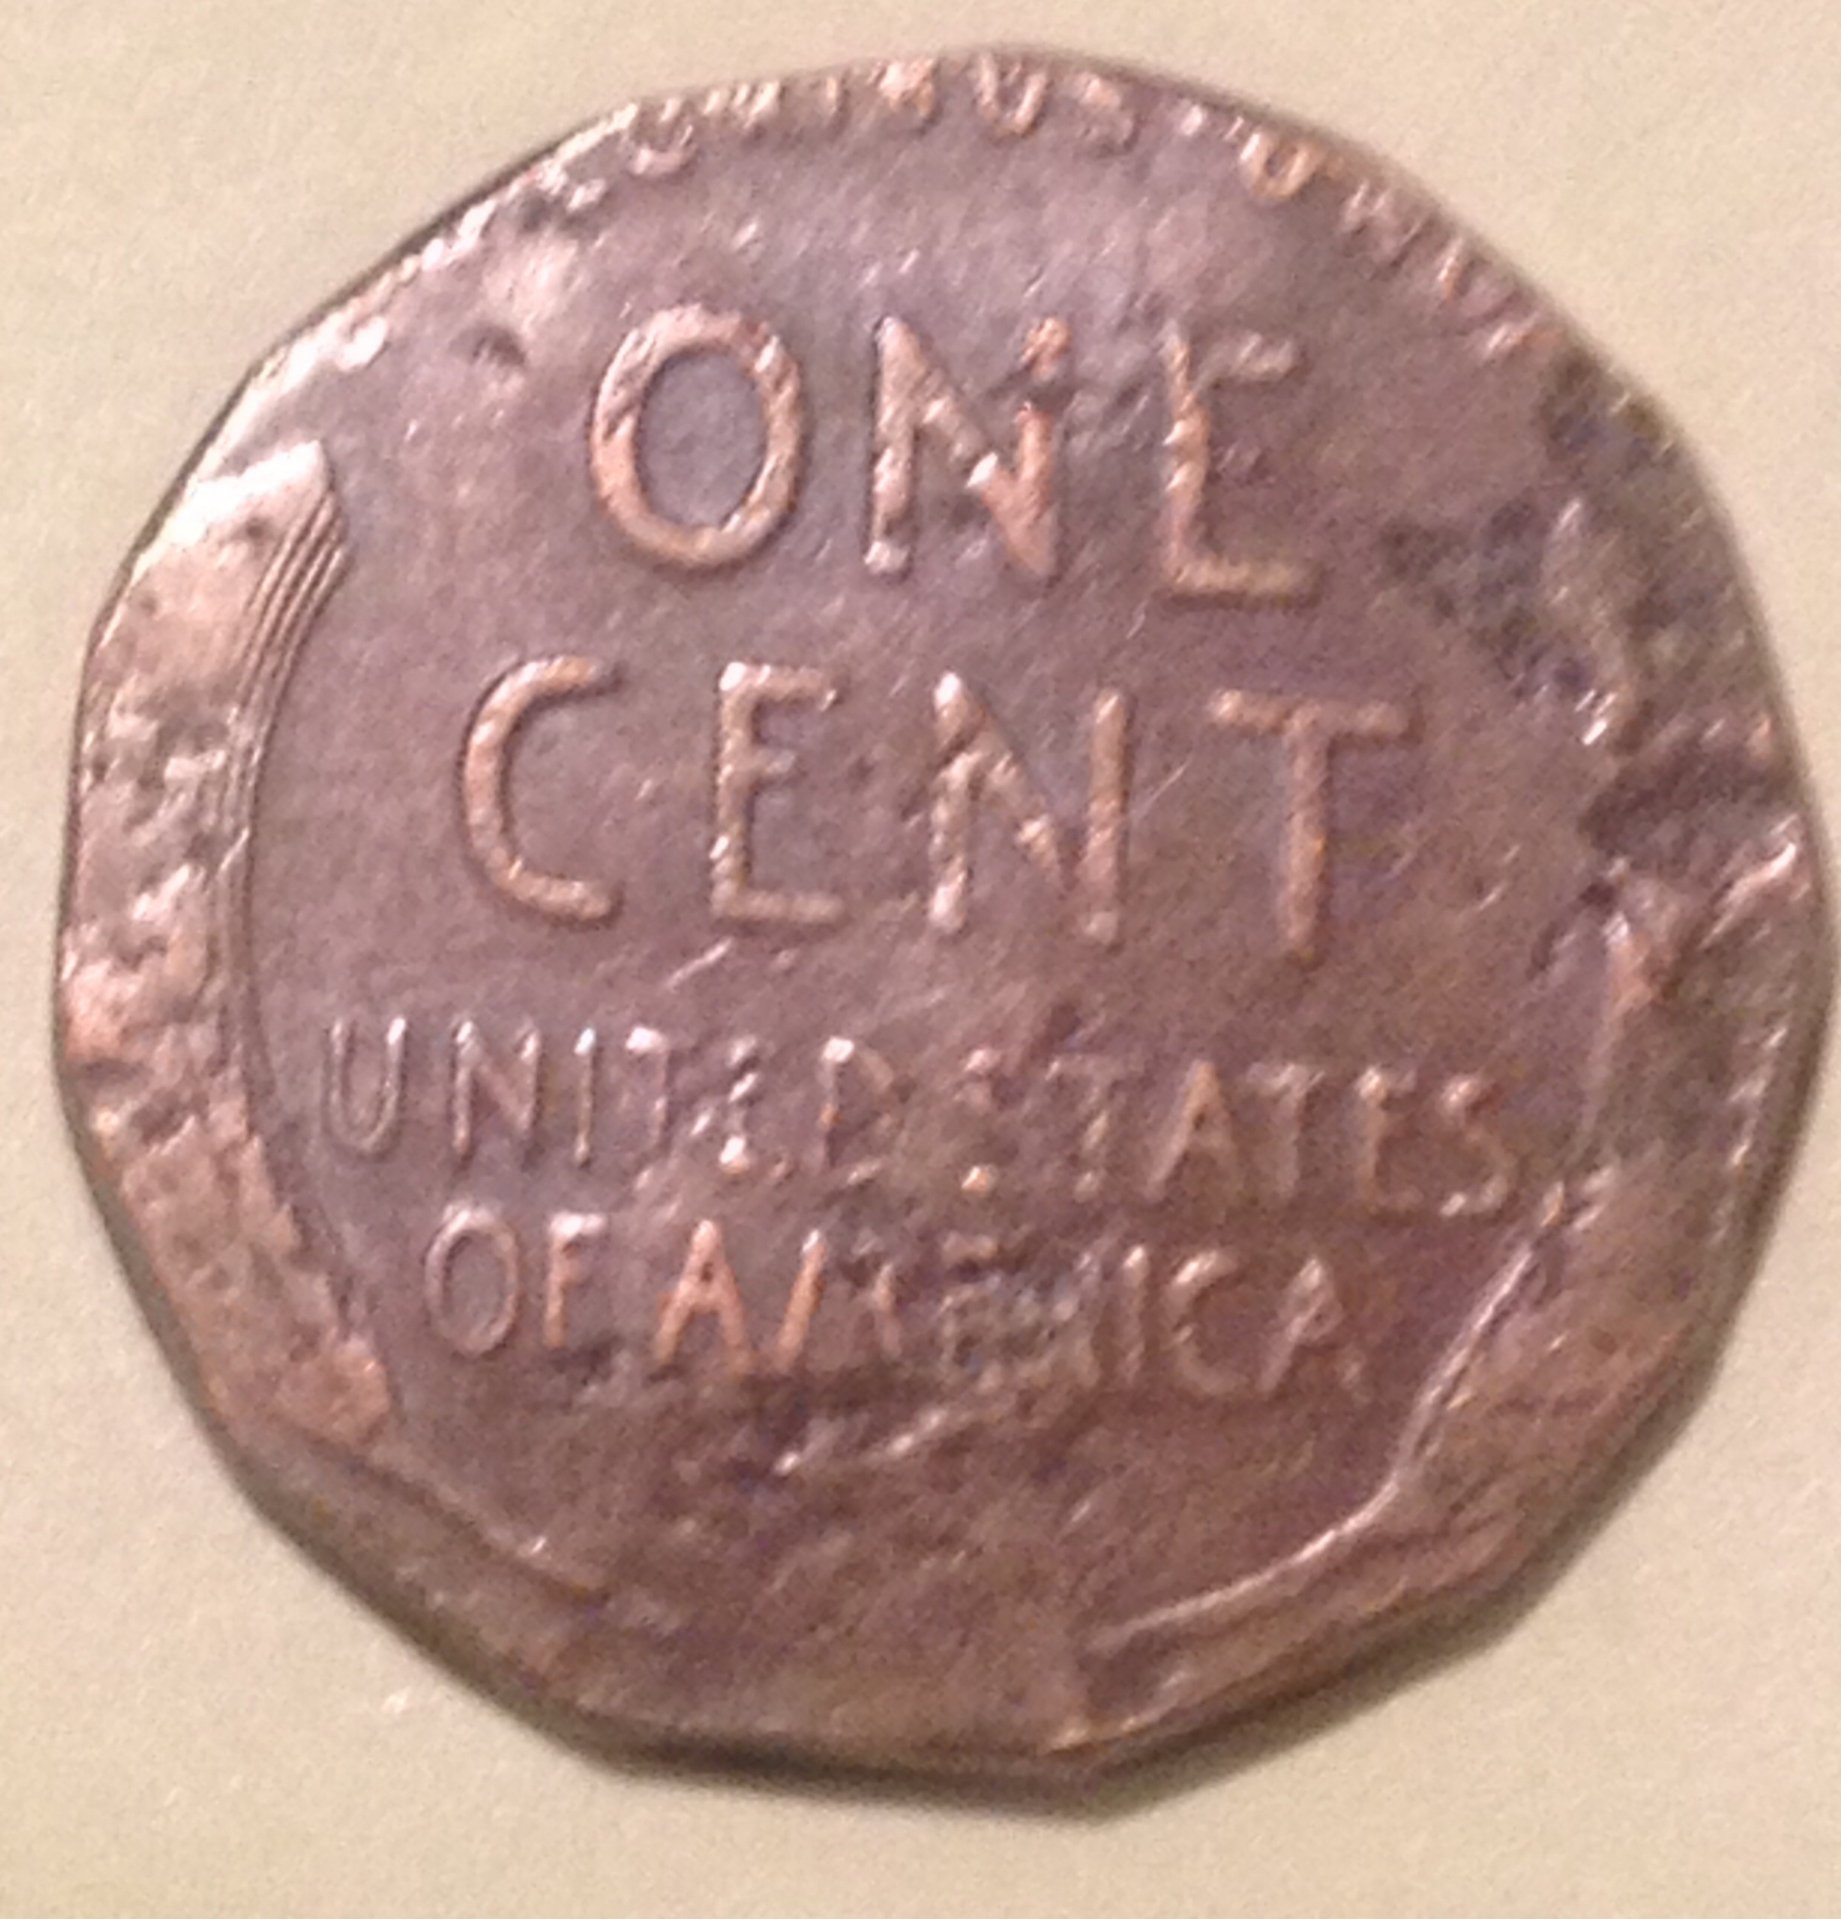 ONE
CENT
UNITED STATES
OF AMERICA